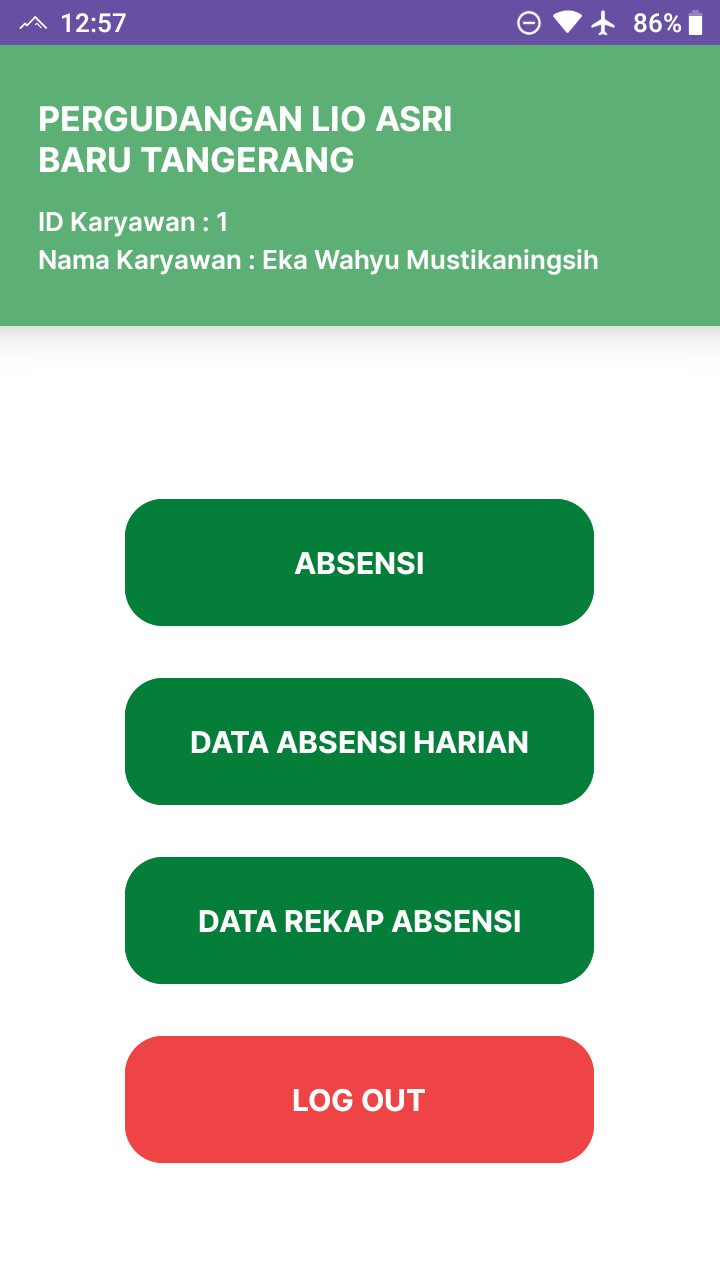 12:57
86%
PERGUDANGAN LIO ASRI
BARU TANGERANG
ID Karyawan : 1
Nama Karyawan : Eka Wahyu Mustikaningsih
ABSENSI
DATA ABSENSI HARIAN
DATA REKAP ABSENSI
LOG OUT